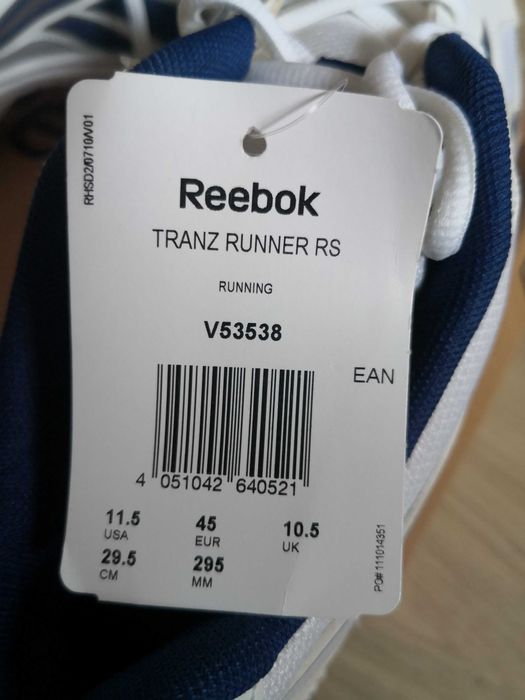 RHSD2/0710/V01
Reebok
TRANZ RUNNER RS
RUNNING
V53538
EAN
4 051042 640521
11.5 45 10.5
USA EUR UK
29.5 295
CM MM
PO# 111014351